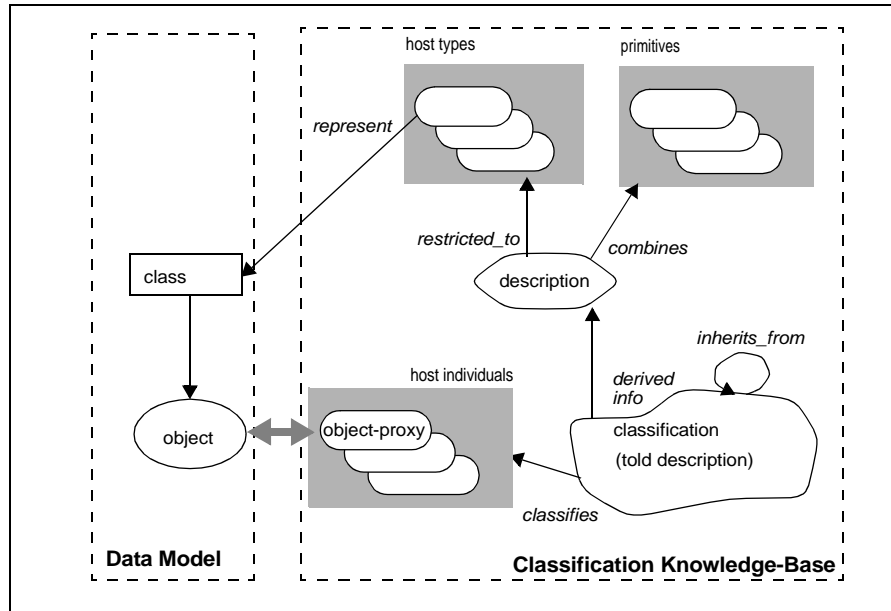 host types
primitives
represent
restricted_to
combines
class
description
inherits_from
host individuals
derived
info
object
object-proxy
classification
(told description)
classifies
Data Model
Classification Knowledge-Base